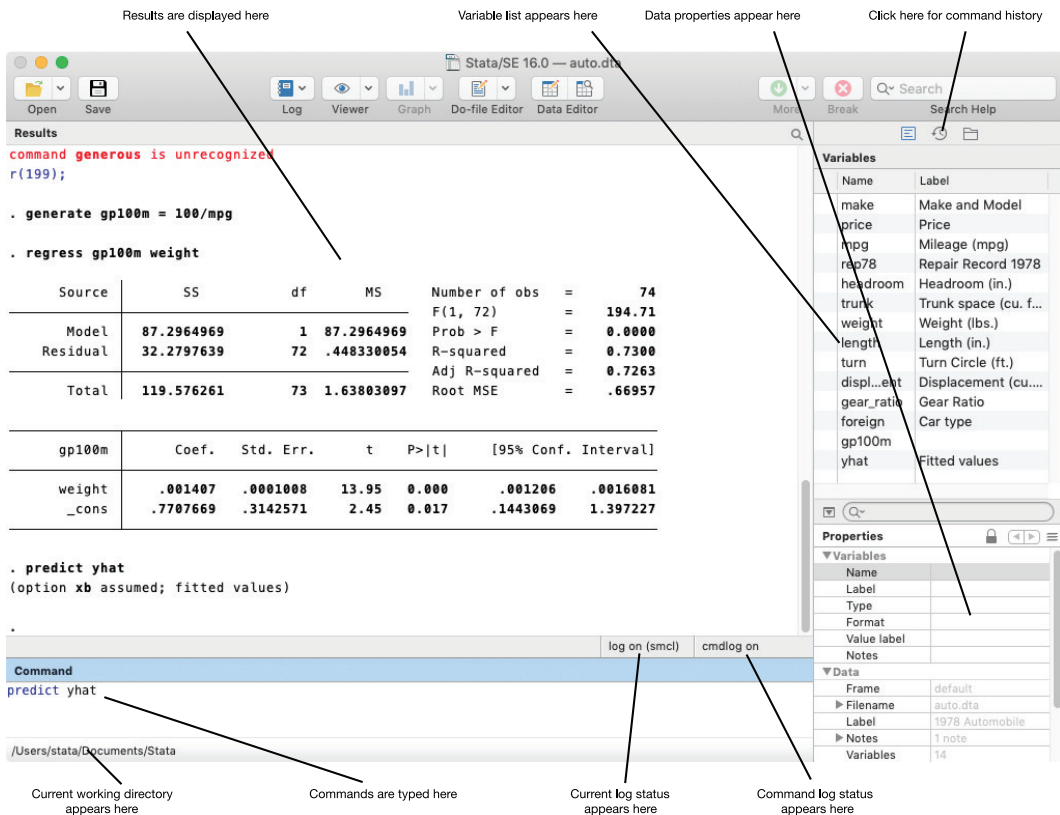 Results are displayed here
Variable list appears here
Data properties appear here
Click here for command history
Stata/SE 16.0 — auto.dta
Open
Save
Log
Viewer
Graph
Do-file Editor
Data Editor
More
Break
Search
Search Help
Results
command generous is unrecognized
r(199);
. generate gp100m = 100/mpg
. regress gp100m weight
Source SS df MS Number of obs = 74
F(1, 72) = 194.71
Model 87.2964969 1 87.2964969 Prob > F = 0.0000
Residual 32.2797639 72 .448330054 R-squared = 0.7300
Adj R-squared = 0.7263
Total 119.576261 73 1.63803097 Root MSE = .66957
gp100m Coef. Std. Err. t P>|t| [95% Conf. Interval]
weight .001407 .0001008 13.95 0.000 .001206 .0016081
_cons .7707669 .3142571 2.45 0.017 .1443069 1.397227
. predict yhat
(option xb assumed; fitted values)
.
log on (smcl)
cmdlog on
Command
predict yhat
/Users/stata/Documents/Stata
Variables
Name Label
make Make and Model
price Price
mpg Mileage (mpg)
rep78 Repair Record 1978
headroom Headroom (in.)
trunk Trunk space (cu. f...
weight Weight (lbs.)
length Length (in.)
turn Turn Circle (ft.)
displ...ent Displacement (cu....
gear_ratio Gear Ratio
foreign Car type
gp100m
yhat Fitted values
Properties
Variables
Name
Label
Type
Format
Value label
Notes
Data
Frame default
Filename auto.dta
Label 1978 Automobile
Notes 1 note
Variables 14
Current working directory
appears here
Commands are typed here
Current log status
appears here
Command log status
appears here